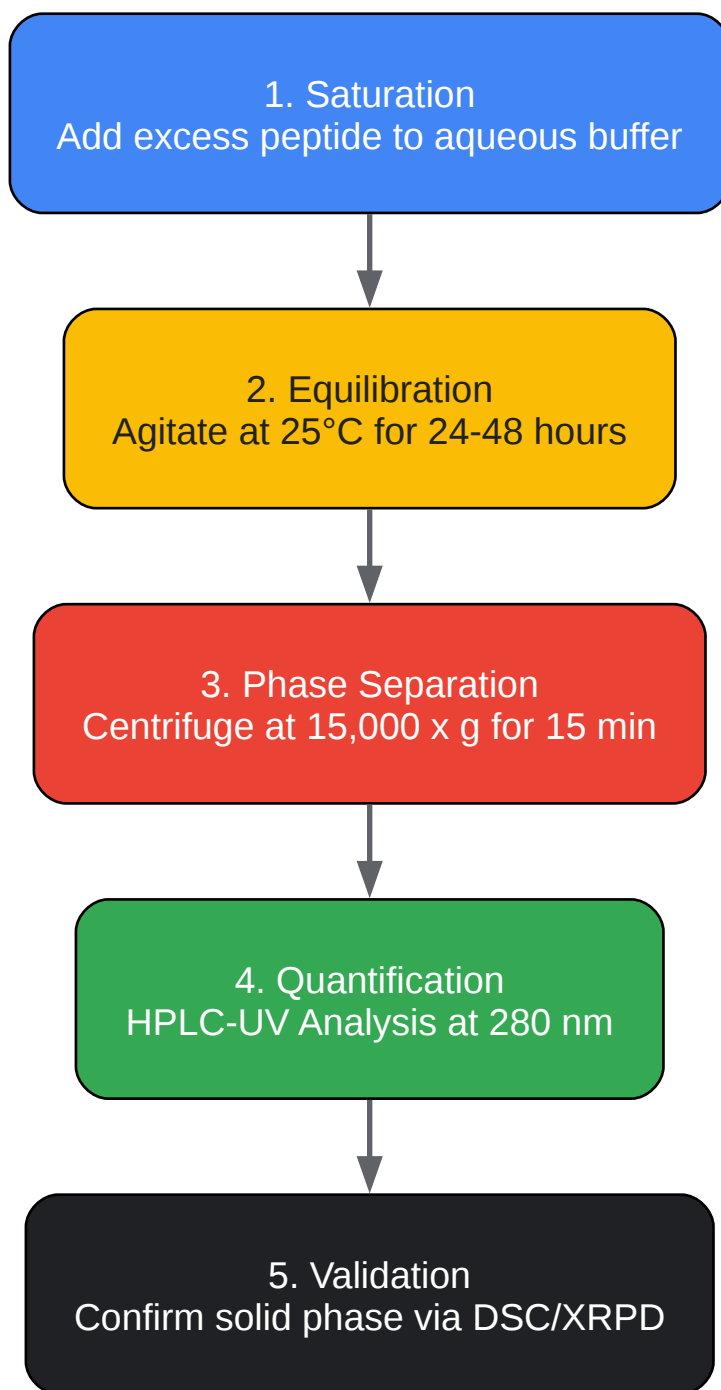 1. Saturation
Add excess peptide to aqueous buffer
2. Equilibration
Agitate at 25°C for 24-48 hours
3. Phase Separation
Centrifuge at 15,000 x g for 15 min
4. Quantification
HPLC-UV Analysis at 280 nm
5. Validation
Confirm solid phase via DSC/XRPD